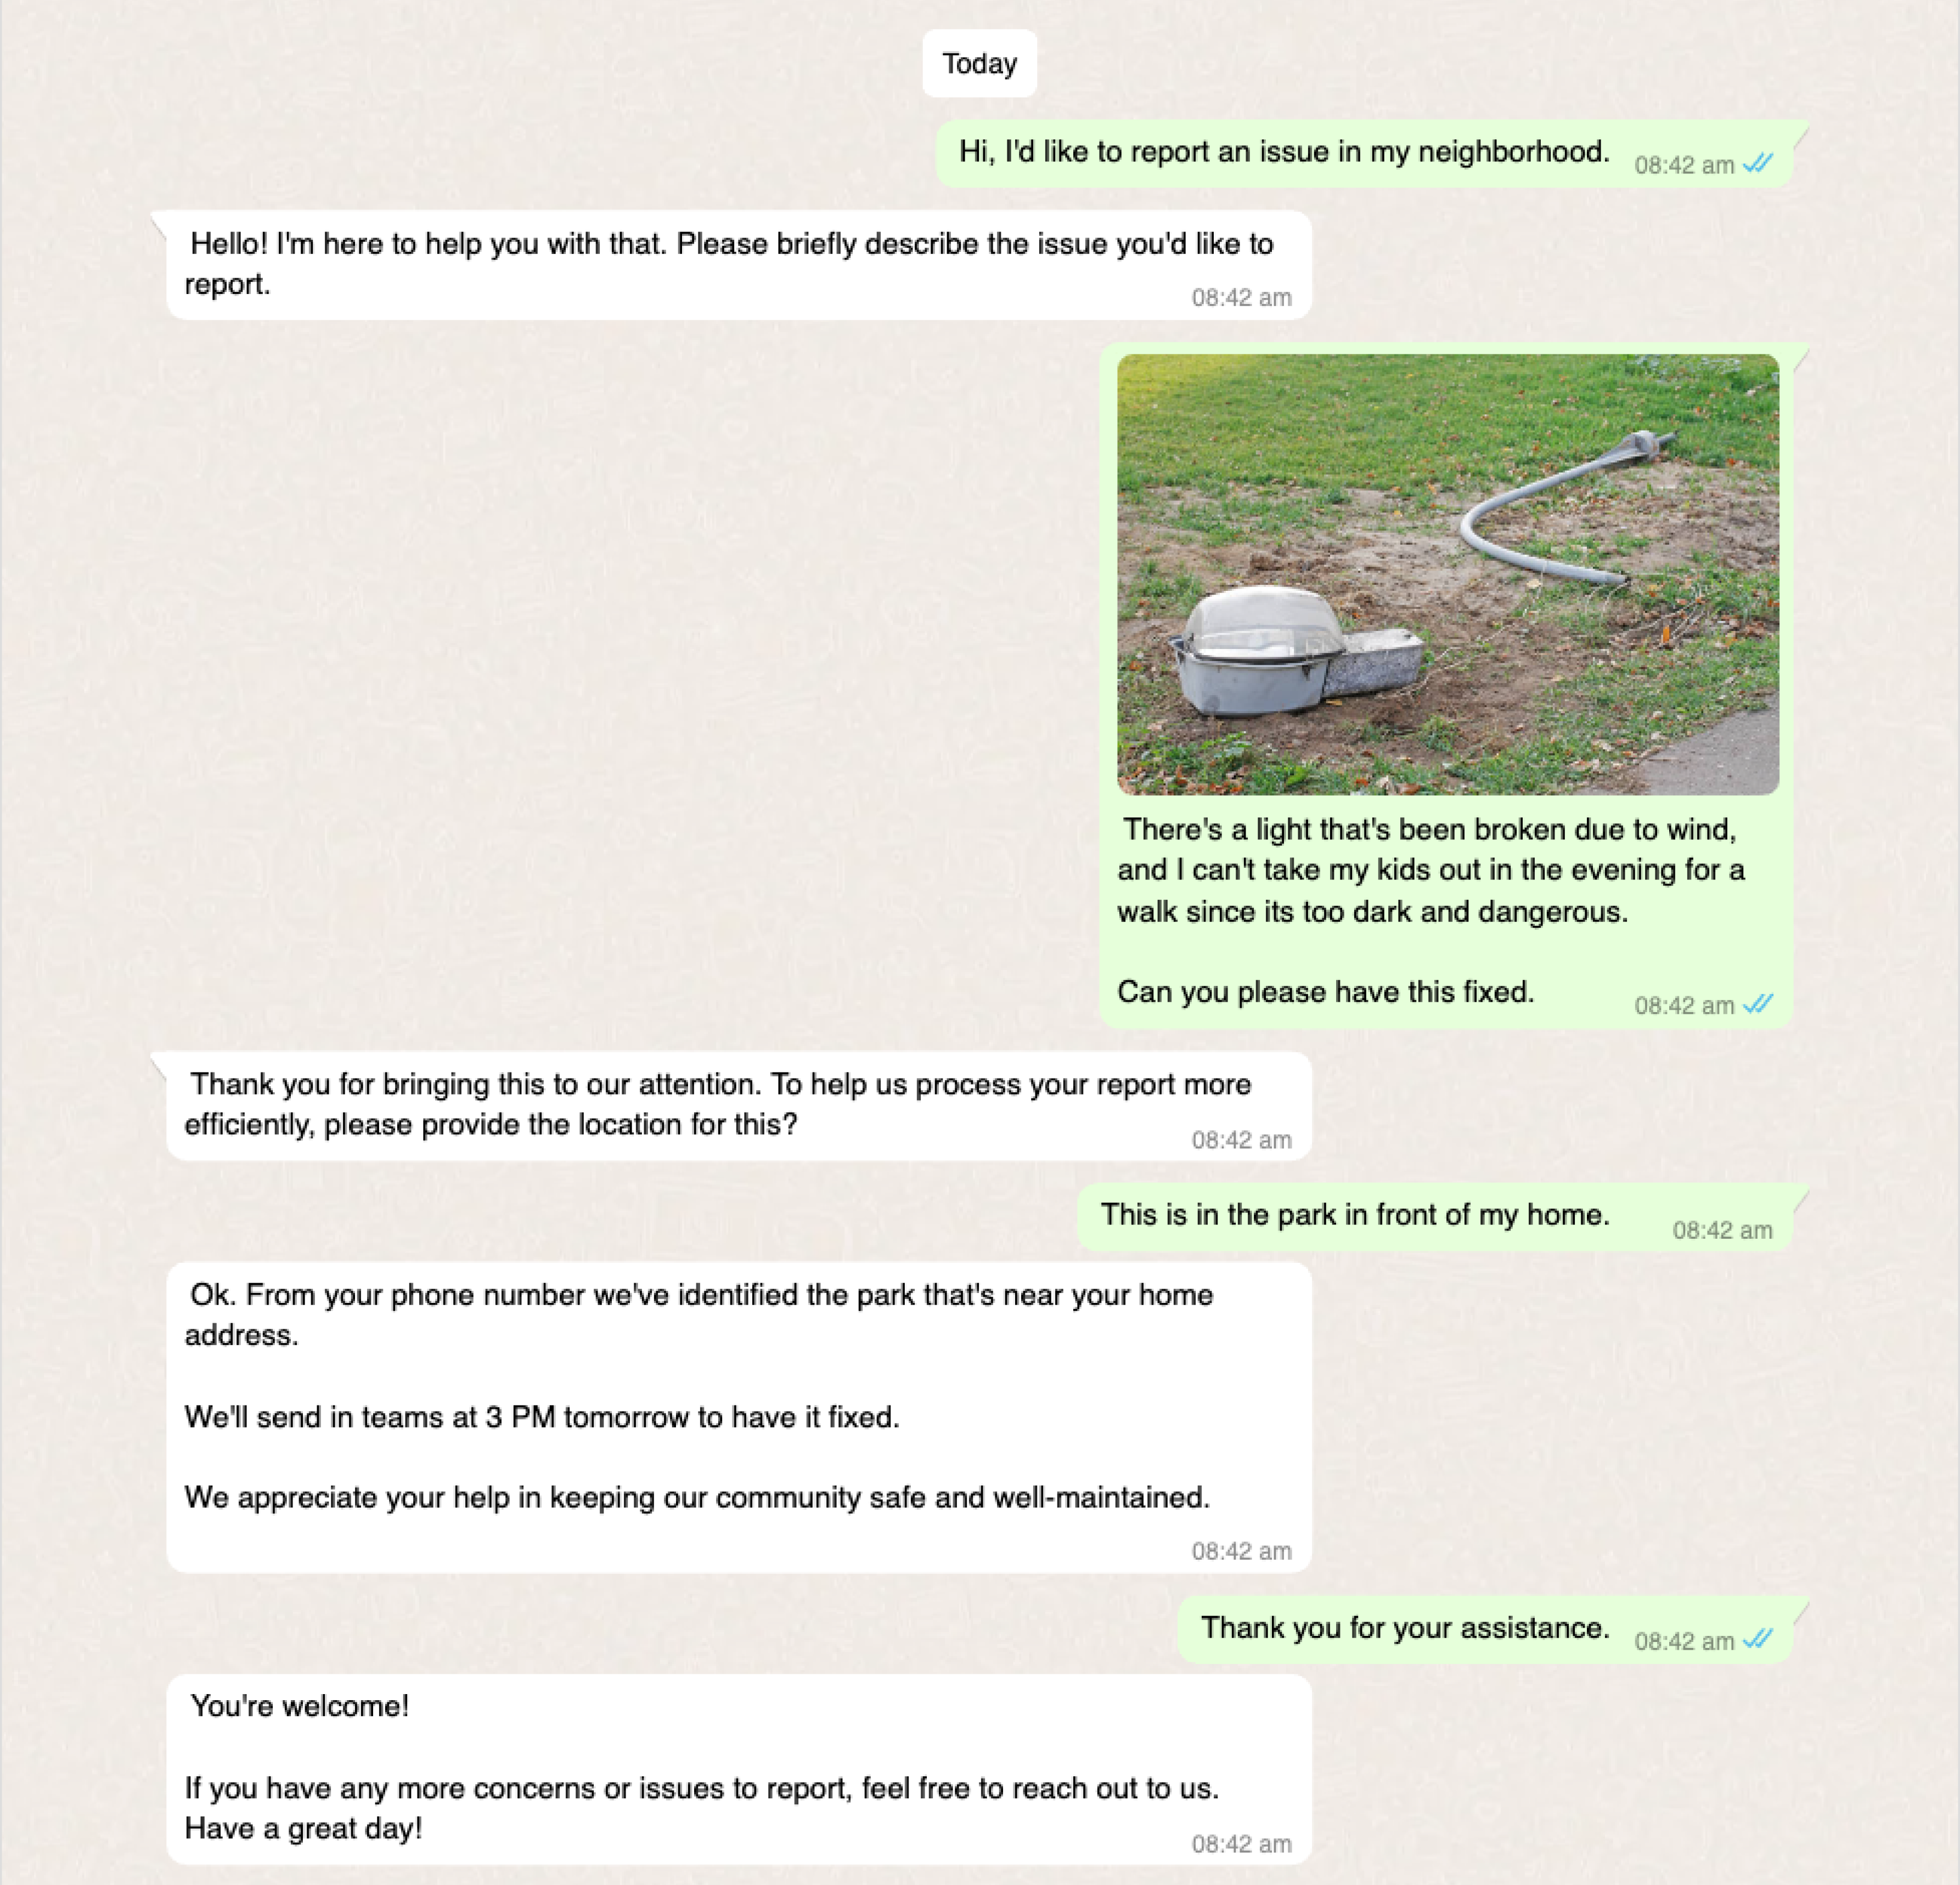 Today
Hi, I'd like to report an issue in my neighborhood.
08:42 am
Hello! I'm here to help you with that. Please briefly describe the issue you'd like to
report.
08:42 am
There's a light that's been broken due to wind,
and I can't take my kids out in the evening for a
walk since its too dark and dangerous.
Can you please have this fixed.
08:42 am
Thank you for bringing this to our attention. To help us process your report more
efficiently, please provide the location for this?
08:42 am
This is in the park in front of my home.
08:42 am
Ok. From your phone number we've identified the park that's near your home
address.
We'll send in teams at 3 PM tomorrow to have it fixed.
We appreciate your help in keeping our community safe and well-maintained.
08:42 am
Thank you for your assistance.
08:42 am
You're welcome!
If you have any more concerns or issues to report, feel free to reach out to us.
Have a great day!
08:42 am